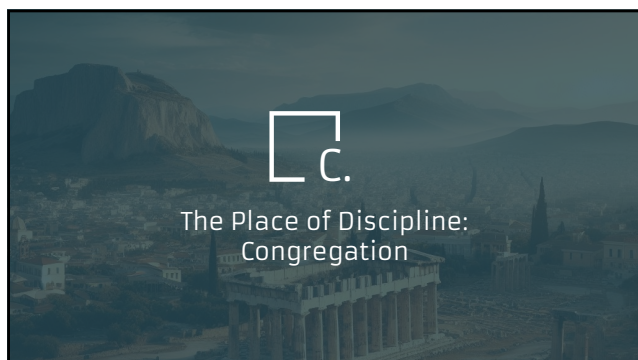 C.
The Place of Discipline:
Congregation